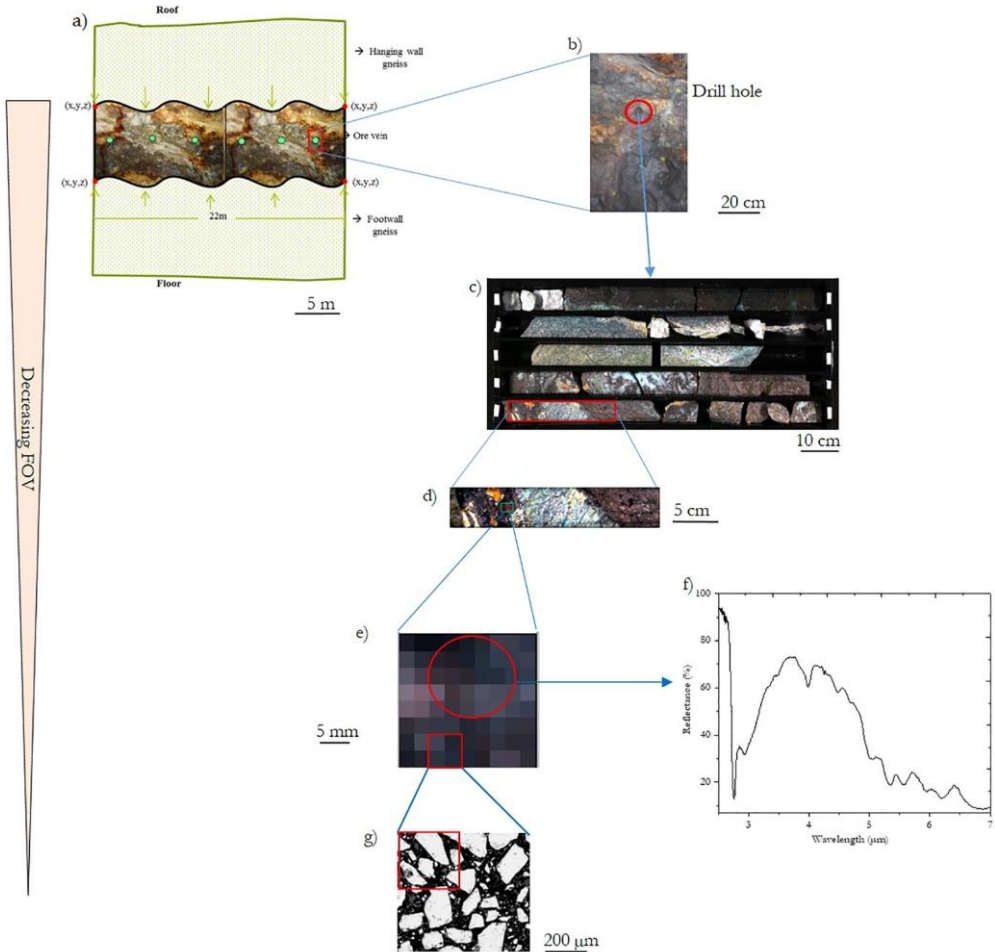 Roof
a)
Hanging wall
gneiss
(x,y,z)
(x,y,z)
Ore vein
(x,y,z)
(x,y,z)
22m
Footwall
gneiss
Floor
5 m
b)
Drill hole
20 cm
c)
10 cm
Decreasing FOV
d)
5 cm
e)
5 mm
f)
100
80
60
40
20
Reflectance (%)
3
4
5
6
7
Wavelength (μm)
g)
200 μm